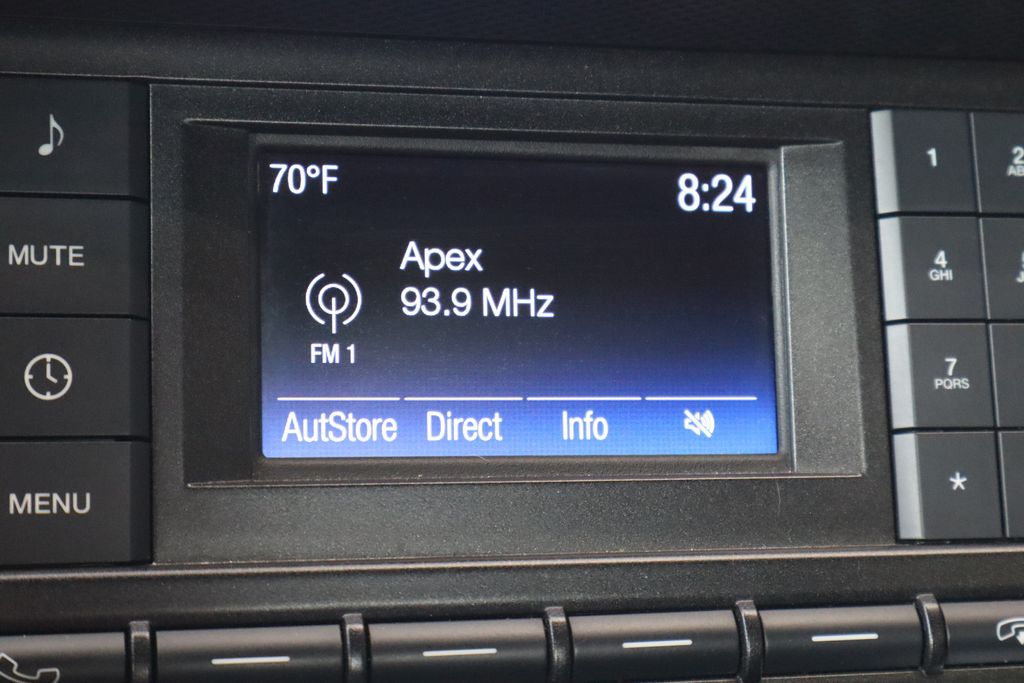 MUTE
MENU
70°F
8:24
Apex
93.9 MHz
FM 1
AutStore Direct Info
1
4
GHI
7
PQRS
*
2